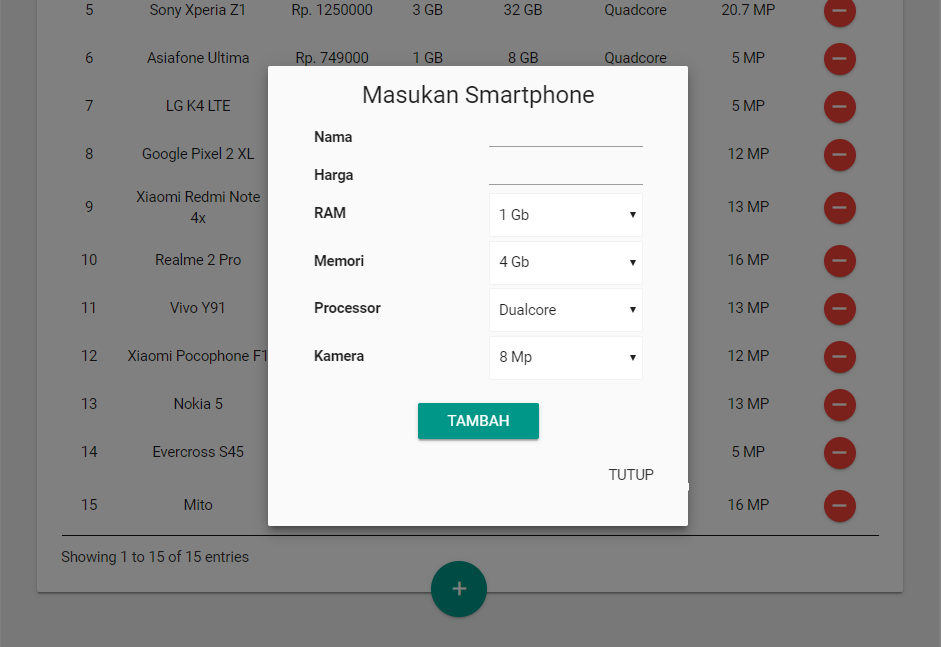 5 Sony Xperia Z1 Rp. 1250000 3 GB 32 GB Quadcore 20.7 MP
6 Asiafone Ultima Rp. 749000 1 GB 8 GB Quadcore 5 MP
7 LG K4 LTE 5 MP
8 Google Pixel 2 XL 12 MP
9 Xiaomi Redmi Note 4x 13 MP
10 Realme 2 Pro 16 MP
11 Vivo Y91 13 MP
12 Xiaomi Pocophone F1 12 MP
13 Nokia 5 13 MP
14 Evercross S45 5 MP
15 Mito 16 MP
Showing 1 to 15 of 15 entries
+
Masukan Smartphone
Nama
Harga
RAM 1 Gb
Memori 4 Gb
Processor Dualcore
Kamera 8 Mp
TAMBAH
TUTUP